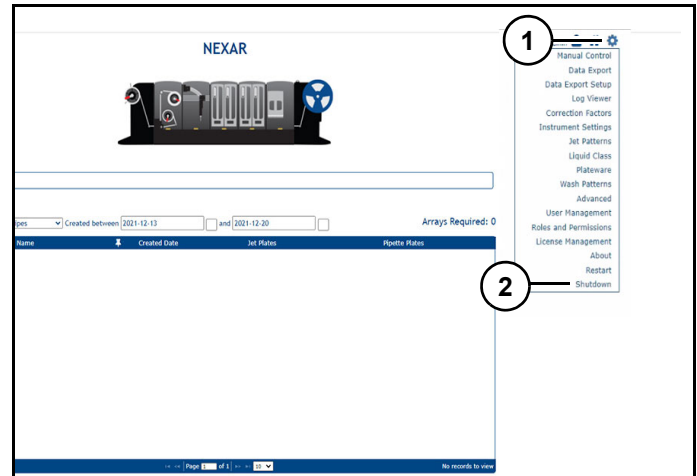 1
NEXAR
Manual Control
Data Export
Data Export Setup
Log Viewer
Correction Factors
Instrument Settings
Jet Patterns
Liquid Class
Plateware
Wash Patterns
Advanced
User Management
Roles and Permissions
License Management
About
Restart
2 Shutdown
Created between 2021-12-13 and 2021-12-20 Arrays Required: 0
Name Created Date Jet Plates Pipette Plates
Page 1 of 1 10 No records to view